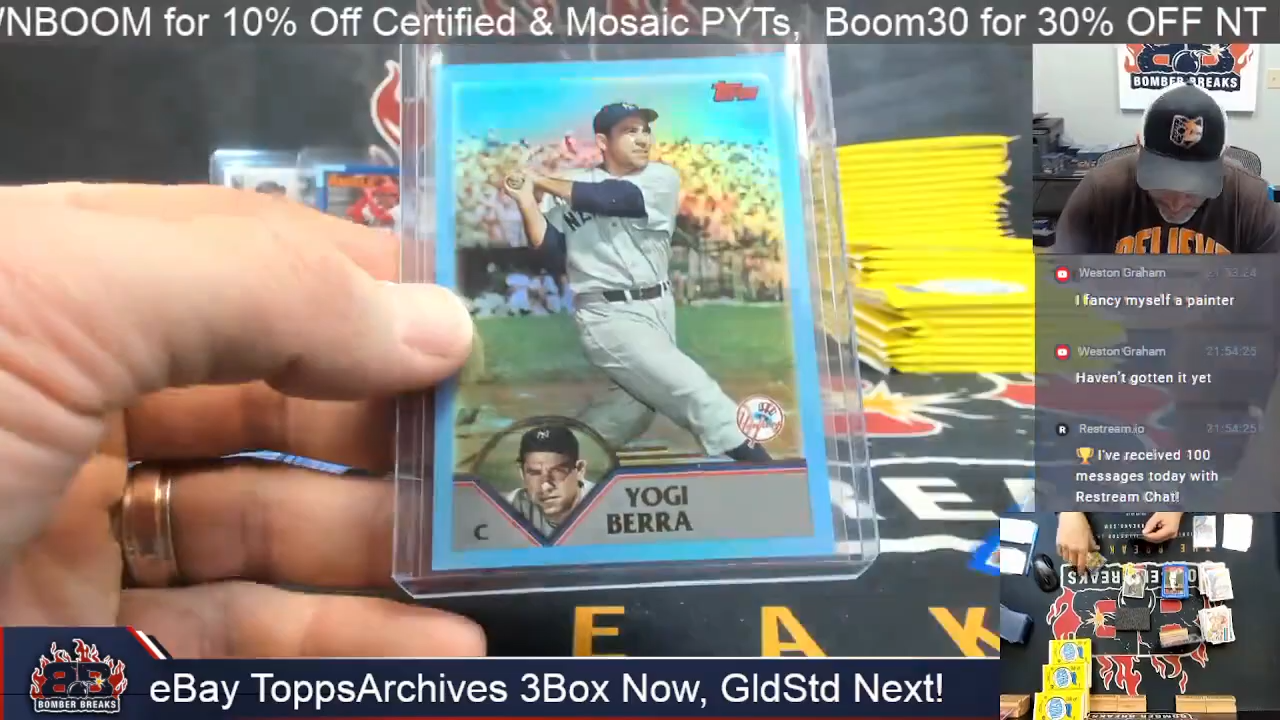 VNBOOM for 10% Off Certified & Mosaic PYTs,  Boom30 for 30% OFF NT
BOMBER BREAKS
Topps
YOGI
BERRA
C
Weston Graham
I fancy myself a painter
Weston Graham 21:54:25
Haven't gotten it yet
R Restream.io 21:54:25
🏆 I've received 100
messages today with
Restream Chat!
E A K
BOMBER BREAKS
eBay ToppsArchives 3Box Now, GldStd Next!